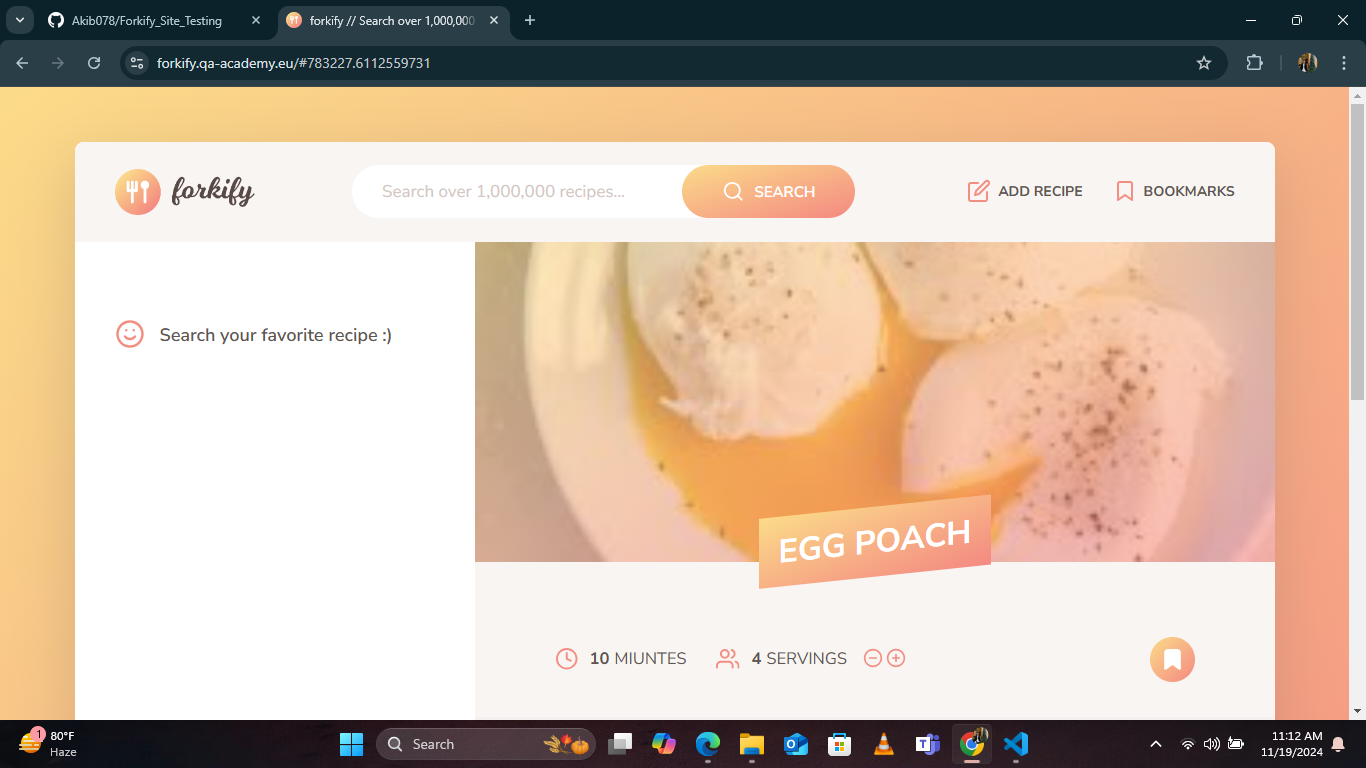 Akib078/Forkify_Site_Testing
forkify // Search over 1,000,000
forkify.qa-academy.eu/#783227.6112559731
forkify
Search over 1,000,000 recipes...
SEARCH
ADD RECIPE
BOOKMARKS
Search your favorite recipe :)
EGG POACH
10 MIUNTES
4 SERVINGS
1
80°F
Haze
Search
11:12 AM
11/19/2024